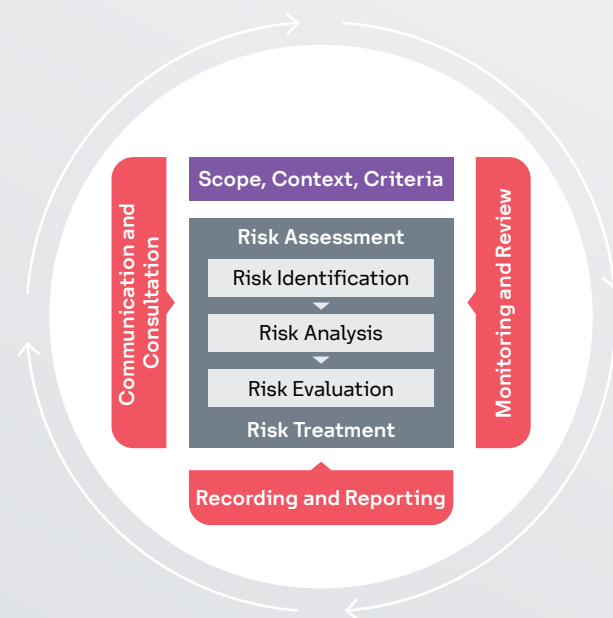 Scope, Context, Criteria
Communication and
Consultation
Risk Assessment
Risk Identification
Risk Analysis
Risk Evaluation
Risk Treatment
Monitoring and Review
Recording and Reporting